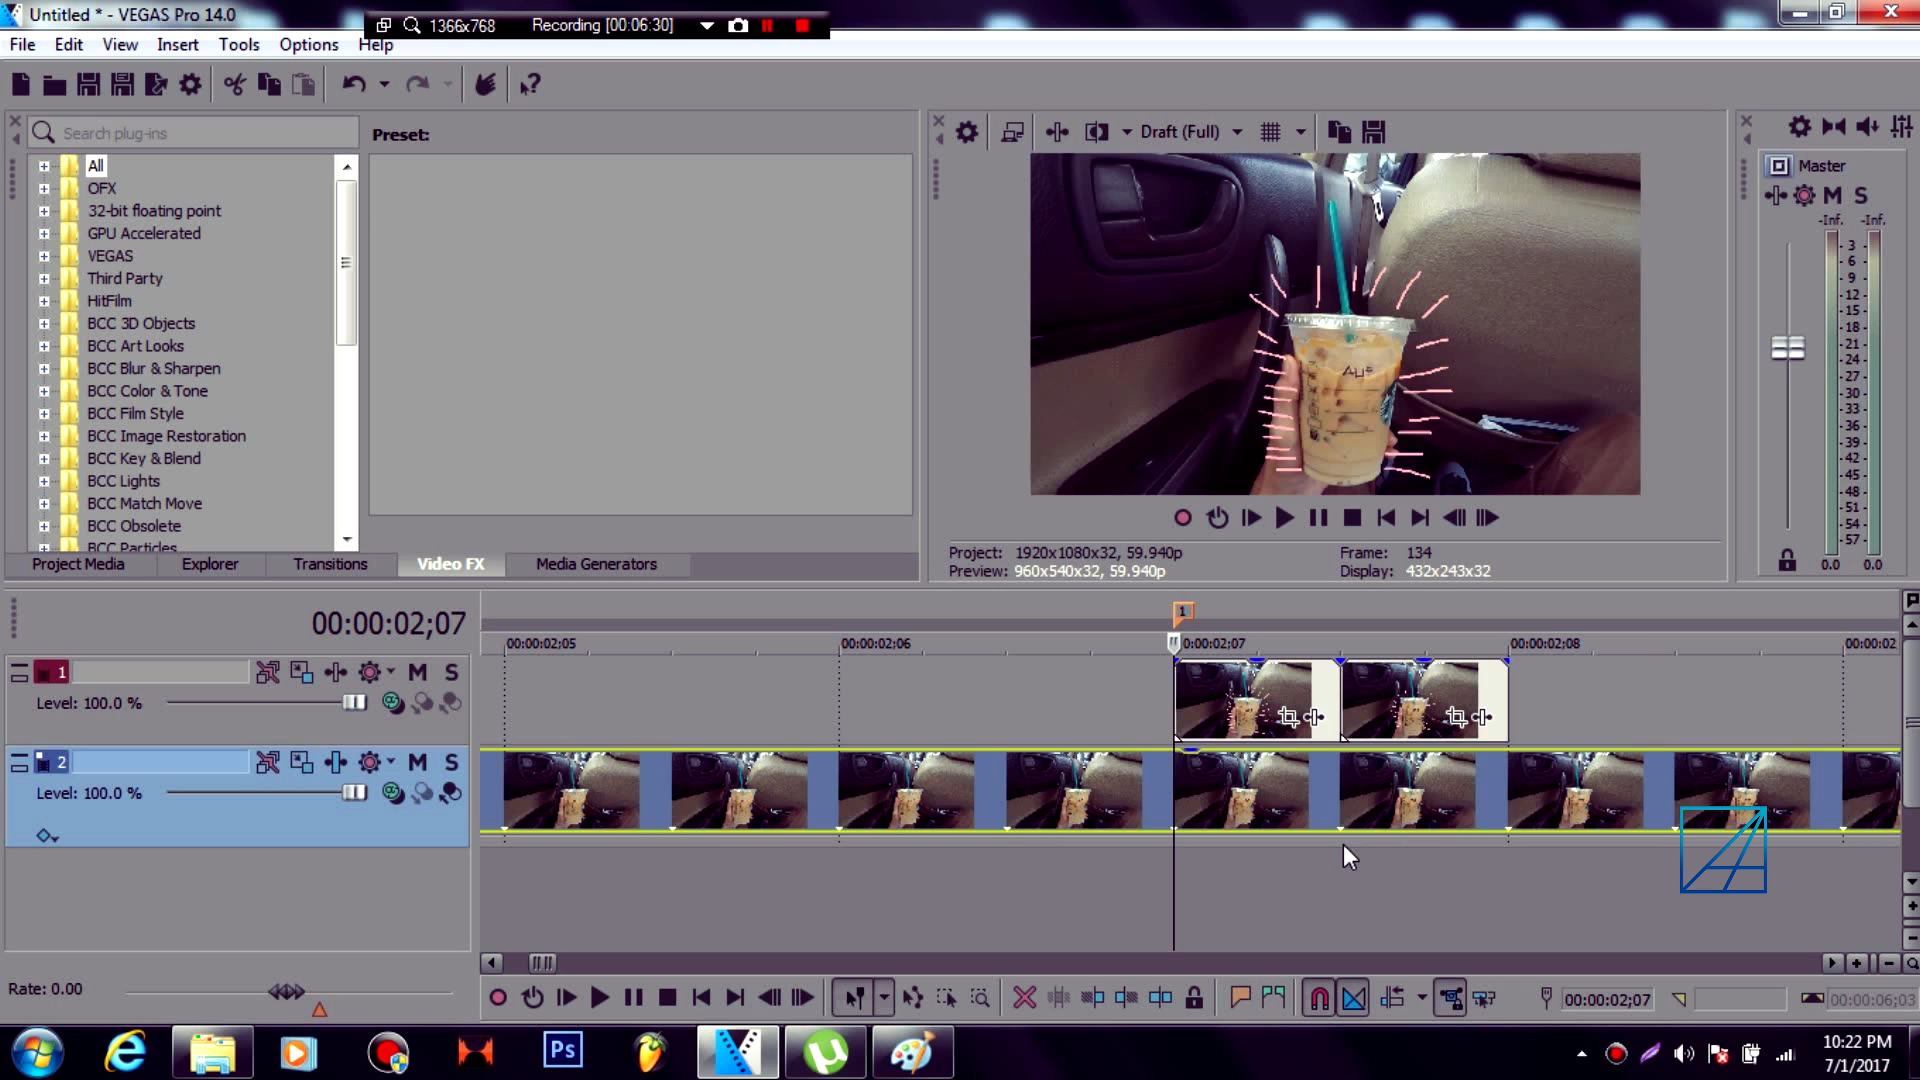 Untitled * - VEGAS Pro 14.0
1366x768 Recording [00:06:30]
File Edit View Insert Tools Options Help
Search plug-ins
Preset:
All
OFX
32-bit floating point
GPU Accelerated
VEGAS
Third Party
HitFilm
BCC 3D Objects
BCC Art Looks
BCC Blur & Sharpen
BCC Color & Tone
BCC Film Style
BCC Image Restoration
BCC Key & Blend
BCC Lights
BCC Match Move
BCC Obsolete
BCC Particles
Project Media Explorer Transitions Video FX Media Generators
Draft (Full)
Project: 1920x1080x32, 59.940p Frame: 134
Preview: 960x540x32, 59.940p Display: 432x243x32
Master
M S
-Inf. -Inf.
3
6
9
12
15
18
21
24
27
30
33
36
39
42
45
48
51
54
57
0.0 0.0
00:00:02;07
1
00:00:02;05 00:00:02;06 0:00:02;07 00:00:02;08 00:00:02
1 M S
Level: 100.0 %
2 M S
Level: 100.0 %
Rate: 0.00
00:00:02;07 00:00:06;03
Ps
10:22 PM
7/1/2017